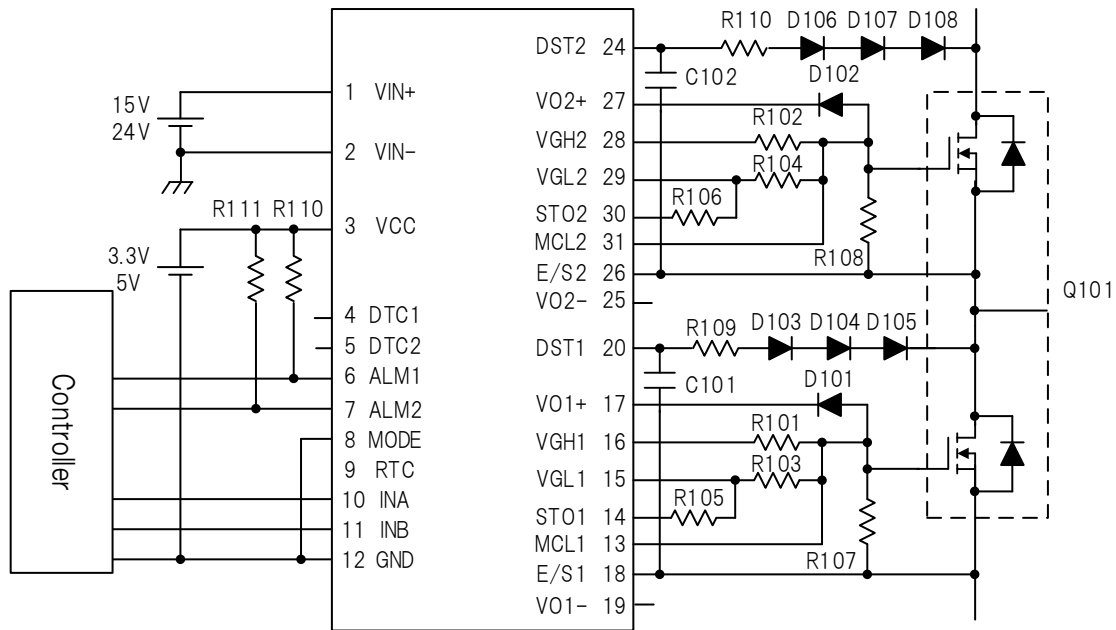 R110 D106 D107 D108
DST2 24
C102
D102
1 VIN+
15V
24V
VO2+ 27
R102
VGH2 28
2 VIN-
R104
VGL2 29
R106
STO2 30
R111 R110
3 VCC
MCL2 31
R108
3.3V
5V
E/S2 26
VO2- 25
Q101
4 DTC1
5 DTC2
R109 D103 D104 D105
DST1 20
C101
6 ALM1
D101
7 ALM2
VO1+ 17
R101
8 MODE
VGH1 16
Controller
9 RTC
R103
VGL1 15
R105
10 INA
STO1 14
11 INB
MCL1 13
R107
12 GND
E/S1 18
VO1- 19